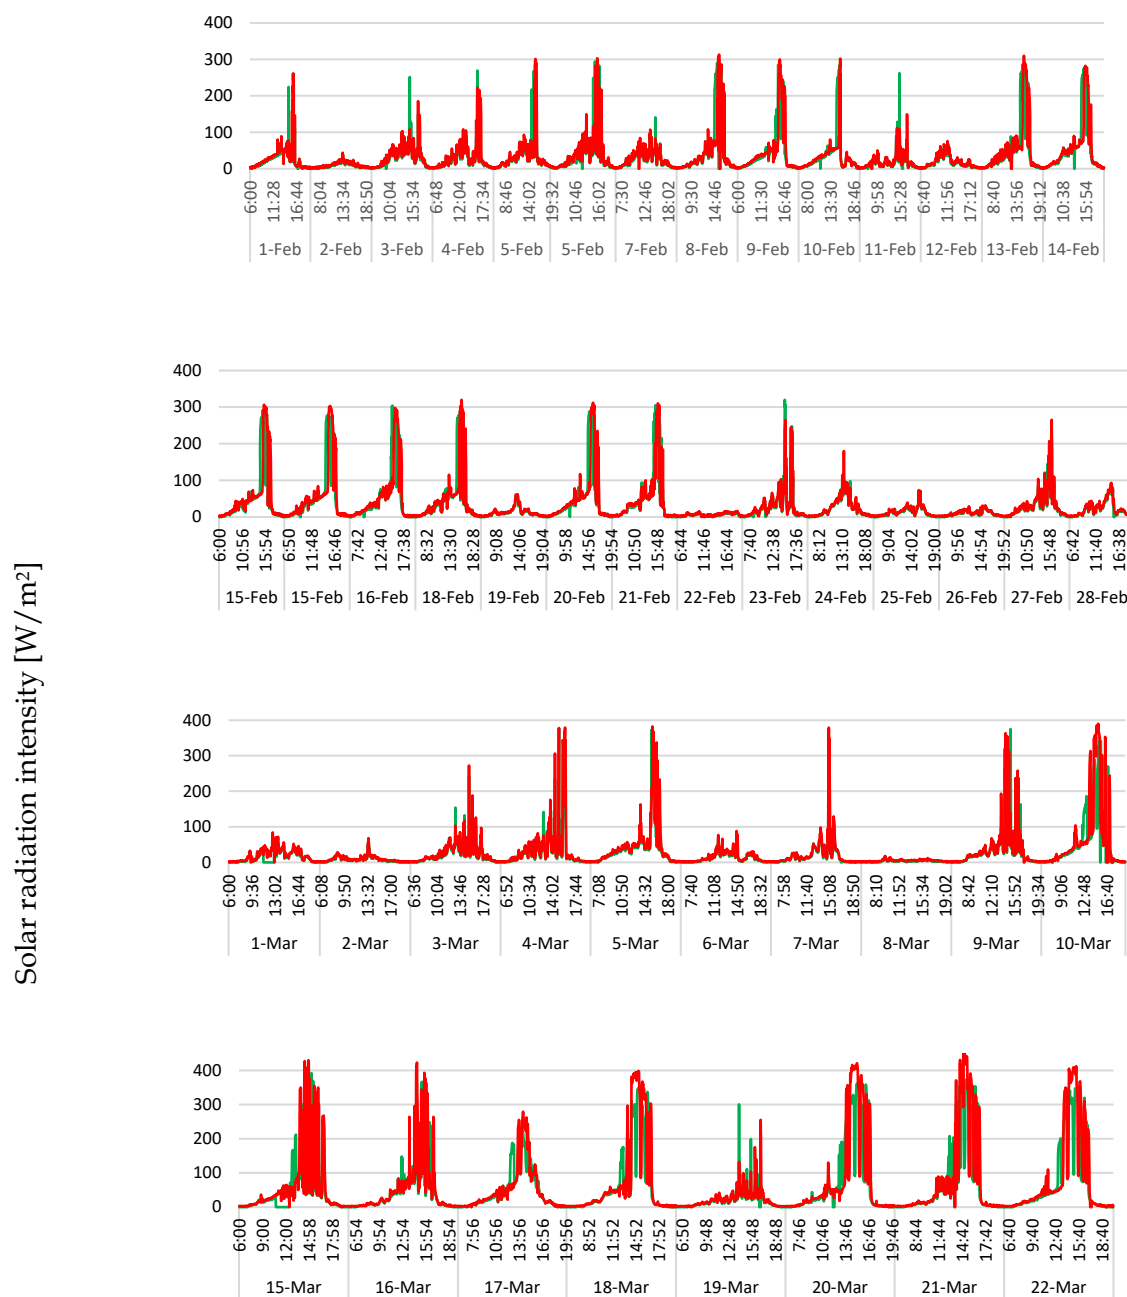 Solar radiation intensity [W/m²]
400
300
200
100
0
6:00 11:28 16:44 8:04 13:34 18:50 10:04 15:34 6:48 12:04 17:34 8:46 14:02 19:32 10:46 16:02 7:30 12:46 18:02 9:30 14:46 6:00 11:30 16:46 8:00 13:30 18:46 9:58 15:28 6:40 11:56 17:12 8:40 13:56 19:12 10:38 15:54
1-Feb 2-Feb 3-Feb 4-Feb 5-Feb 5-Feb 7-Feb 8-Feb 9-Feb 10-Feb 11-Feb 12-Feb 13-Feb 14-Feb
400
300
200
100
0
6:00 10:56 15:54 6:50 11:48 16:46 7:42 12:40 17:38 8:32 13:30 18:28 9:08 14:06 19:04 9:58 14:56 19:54 10:50 15:48 6:44 11:46 16:44 7:40 12:38 17:36 8:12 13:10 18:08 9:04 14:02 19:00 9:56 14:54 19:52 10:50 15:48 6:42 11:40 16:38
15-Feb 15-Feb 16-Feb 18-Feb 19-Feb 20-Feb 21-Feb 22-Feb 23-Feb 24-Feb 25-Feb 26-Feb 27-Feb 28-Feb
400
300
200
100
0
6:00 9:36 13:02 6:08 9:50 13:32 17:00 6:36 10:04 13:46 17:28 6:52 10:34 14:02 17:44 7:08 10:50 14:32 18:00 7:40 11:08 14:50 18:32 7:58 11:40 15:08 18:50 8:10 11:52 15:34 19:02 8:42 12:10 15:52 19:34 9:06 12:48 16:40
1-Mar 2-Mar 3-Mar 4-Mar 5-Mar 6-Mar 7-Mar 8-Mar 9-Mar 10-Mar
400
300
200
100
0
6:00 9:00 12:00 14:58 17:58 6:54 9:54 12:54 15:54 18:54 7:56 10:56 13:56 16:56 19:56 8:52 11:52 14:52 17:52 6:50 9:48 12:48 15:48 18:48 7:46 10:46 13:46 16:46 19:46 8:44 11:44 14:42 17:42 6:40 9:40 12:40 15:40 18:40
15-Mar 16-Mar 17-Mar 18-Mar 19-Mar 20-Mar 21-Mar 22-Mar